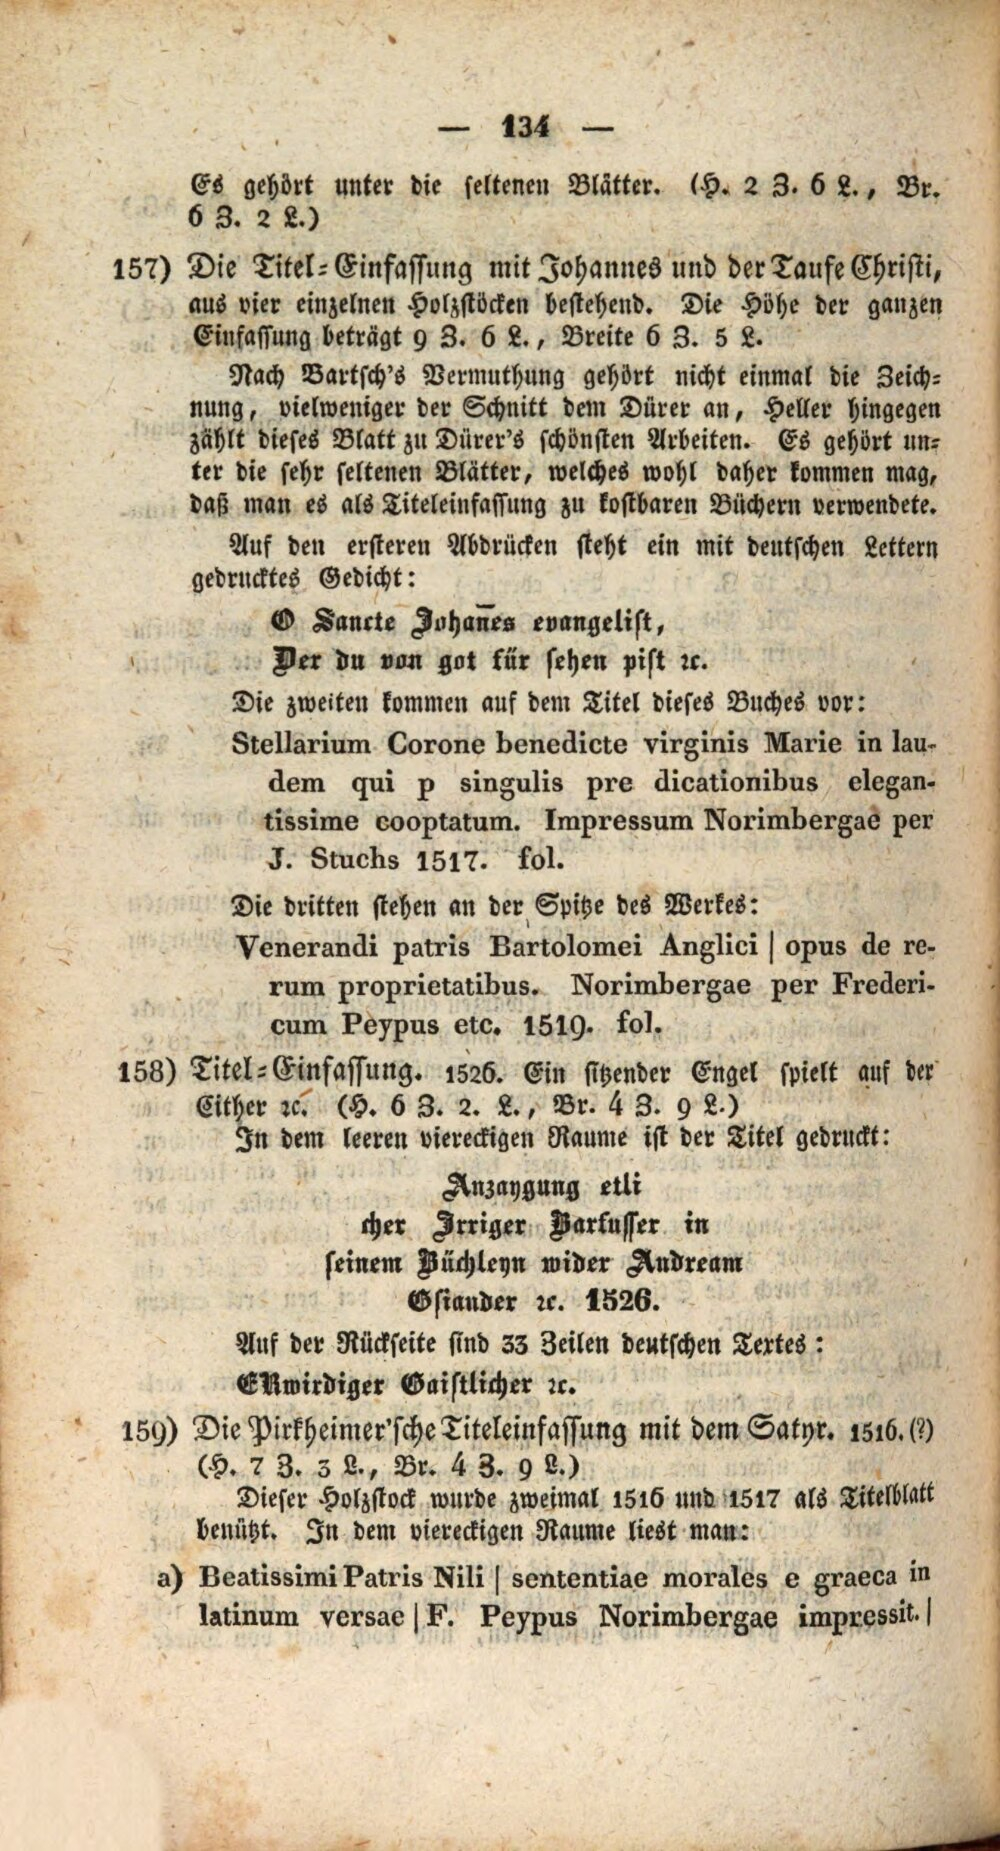 — 134 —
Es gehört unter die seltenen Blätter. (H. 2 Z. 6 L., Br.
6 Z. 2 L.)
157) Die Titel-Einfassung mit Johannes und der Taufe Christi,
aus vier einzelnen Holzstöcken bestehend. Die Höhe der ganzen
Einfassung beträgt 9 Z. 6 L., Breite 6 Z. 5 L.
Nach Bartsch's Vermuthung gehört nicht einmal die Zeich-
nung, vielweniger der Schnitt dem Dürer an, Heller hingegen
zählt dieses Blatt zu Dürer's schönsten Arbeiten. Es gehört un-
ter die sehr seltenen Blätter, welches wohl daher kommen mag,
daß man es als Titeleinfassung zu kostbaren Büchern verwendete.
Auf den ersteren Abdrücken steht ein mit deutschen Lettern
gedrucktes Gedicht:
O Sancte Johan̄es evangelist,
Der du von got für sehen pist ꝛc.
Die zweiten kommen auf dem Titel dieses Buches vor:
Stellarium Corone benedicte virginis Marie in lau-
dem qui p singulis pre dicationibus elegan-
tissime cooptatum. Impressum Norimbergae per
J. Stuchs 1517. fol.
Die dritten stehen an der Spitze des Werkes:
Venerandi patris Bartolomei Anglici | opus de re-
rum proprietatibus. Norimbergae per Frederi-
cum Peypus etc. 1519. fol.
158) Titel-Einfassung. 1526. Ein sitzender Engel spielt auf der
Cither ꝛc. (H. 6 Z. 2. L., Br. 4 Z. 9 L.)
In dem leeren viereckigen Raume ist der Titel gedruckt:
Anzaygung etli
cher Irriger Barfusser in
seinem Büchleyn wider Andream
Osiander ꝛc. 1526.
Auf der Rückseite sind 33 Zeilen deutschen Textes:
ERwirdiger Gaistlicher ꝛc.
159) Die Pirkheimer'sche Titeleinfassung mit dem Satyr. 1516. (?)
(H. 7 Z. 3 L., Br. 4 Z. 9 L.)
Dieser Holzstock wurde zweimal 1516 und 1517 als Titelblatt
benützt. In dem viereckigen Raume liest man:
a) Beatissimi Patris Nili | sententiae morales e graeca in
latinum versae | F. Peypus Norimbergae impressit. |